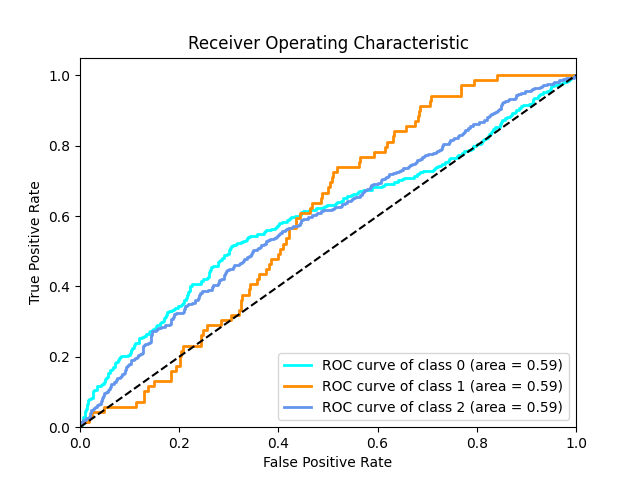 Receiver Operating Characteristic
True Positive Rate
1.0
0.8
0.6
0.4
0.2
0.0
ROC curve of class 0 (area = 0.59)
ROC curve of class 1 (area = 0.59)
ROC curve of class 2 (area = 0.59)
0.0 0.2 0.4 0.6 0.8 1.0
False Positive Rate